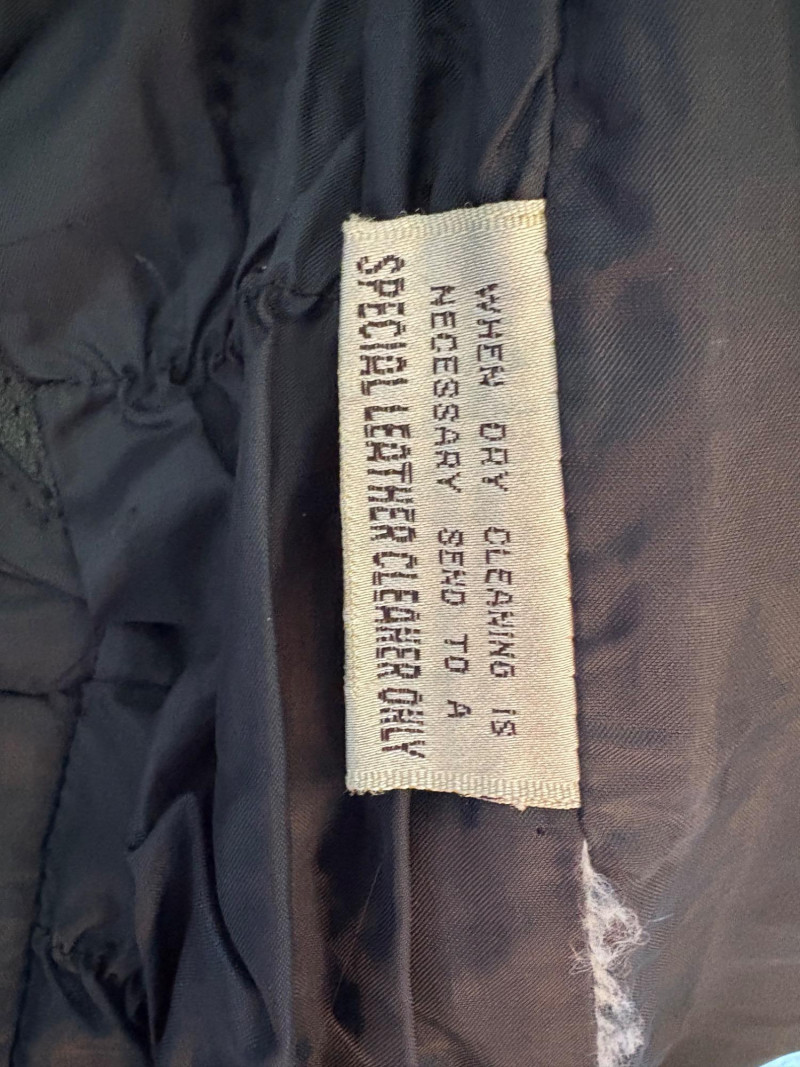 WHEN DRY CLEANING IS
NECESSARY SEND TO A
SPECIAL LEATHER CLEANER ONLY